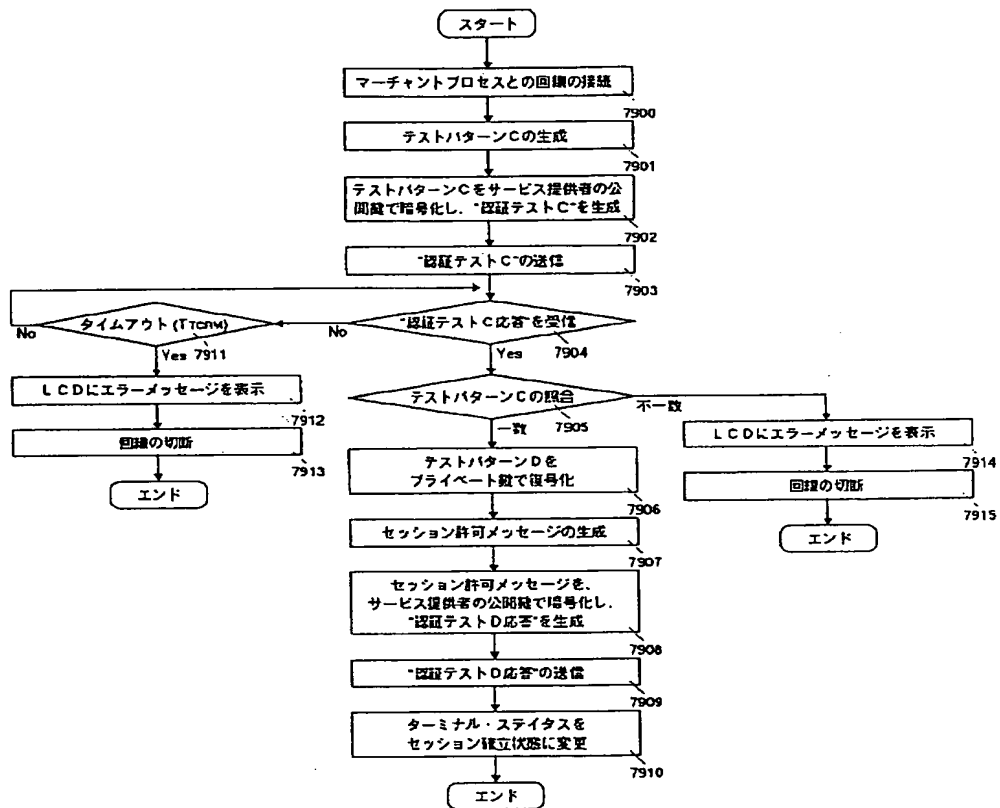 スタート
マーチャントプロセスとの回線の接続
7900
テストパターンCの生成
7901
テストパターンCをサービス提供者の公
開鍵で暗号化し、"認証テストC"を生成
7902
"認証テストC"の送信
7903
"認証テストC応答"を受信
7904
No
Yes
タイムアウト(TTCRM)
7911
No
Yes
LCDにエラーメッセージを表示
7912
回線の切断
7913
エンド
テストパターンCの照合
7905
不一致
一致
LCDにエラーメッセージを表示
7914
回線の切断
7915
エンド
テストパターンDを
プライベート鍵で復号化
7906
セッション許可メッセージの生成
7907
セッション許可メッセージを、
サービス提供者の公開鍵で暗号化し、
"認証テストD応答"を生成
7908
"認証テストD応答"の送信
7909
ターミナル・ステイタスを
セッション確立状態に変更
7910
エンド